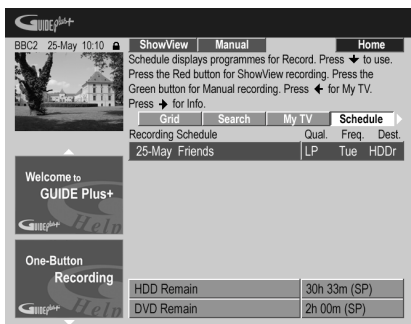 GUIDE Plus+
BBC2 25-May 10:10
ShowView Manual Home
Schedule displays programmes for Record. Press to use.
Press the Red button for ShowView recording. Press the
Green button for Manual recording. Press for My TV.
Press for Info.
Grid Search My TV Schedule
Recording Schedule Qual. Freq. Dest.
25-May Friends LP Tue HDDr
Welcome to
GUIDE Plus+
GUIDE Plus+ Help
One-Button
Recording
GUIDE Plus+ Help
HDD Remain 30h 33m (SP)
DVD Remain 2h 00m (SP)